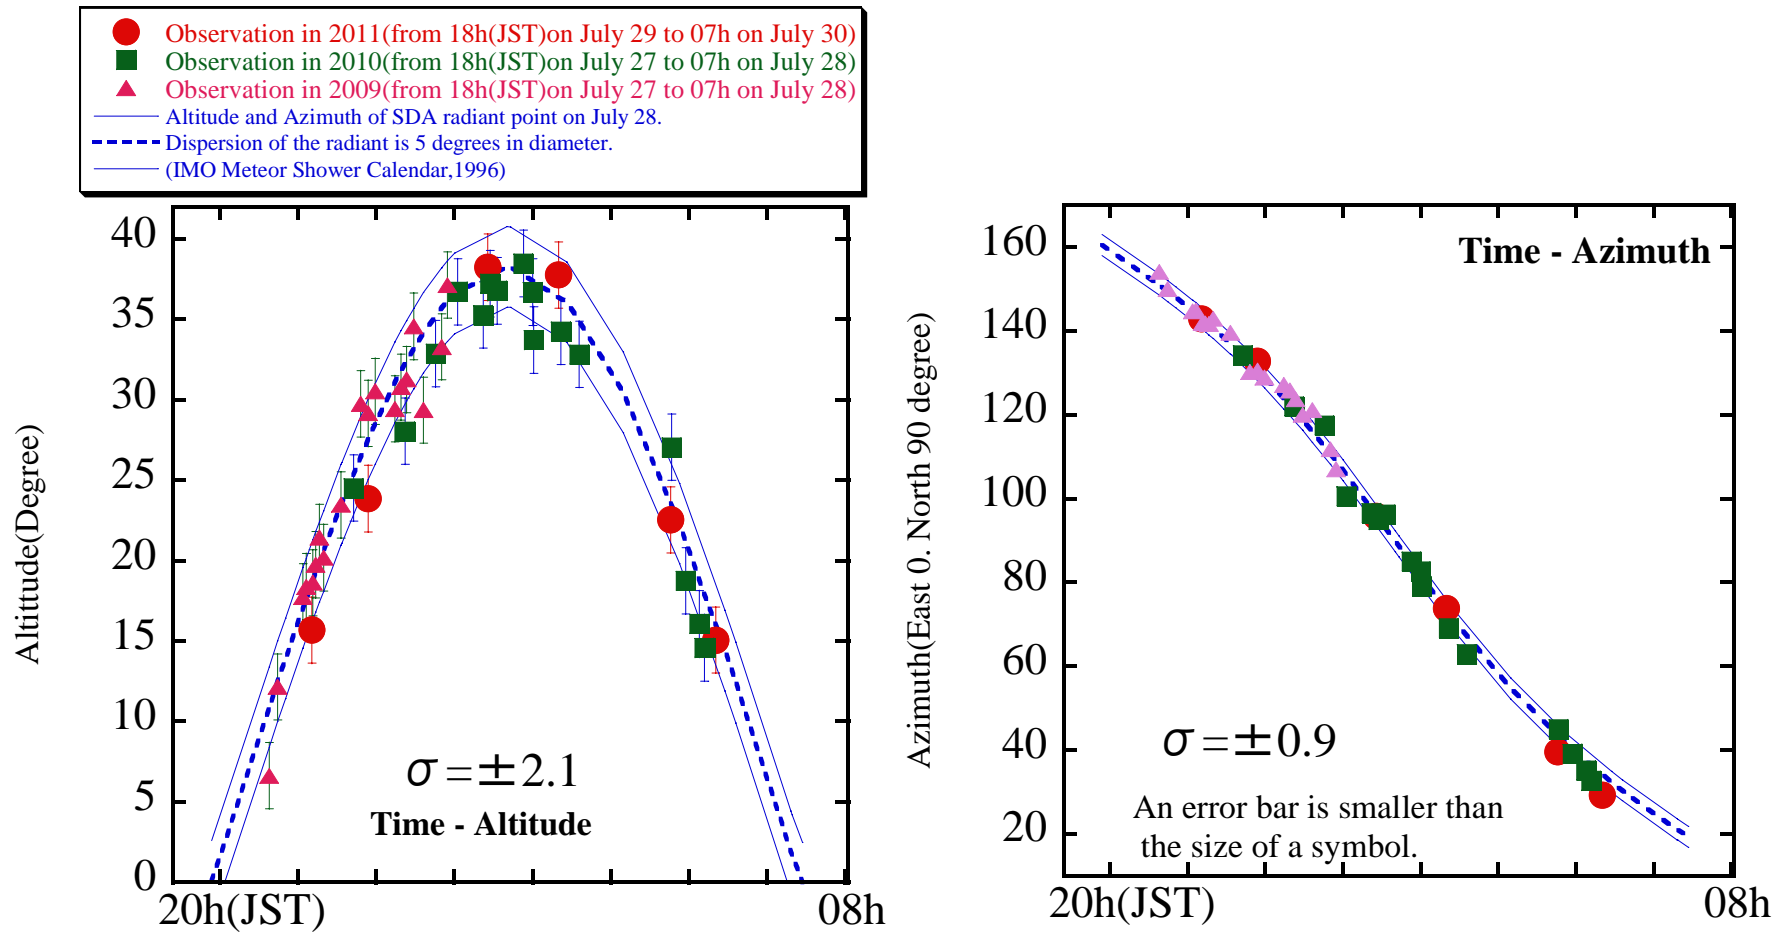 Observation in 2011(from 18h(JST)on July 29 to 07h on July 30)
Observation in 2010(from 18h(JST)on July 27 to 07h on July 28)
Observation in 2009(from 18h(JST)on July 27 to 07h on July 28)
Altitude and Azimuth of SDA radiant point on July 28.
Dispersion of the radiant is 5 degrees in diameter.
(IMO Meteor Shower Calendar,1996)
Altitttude(Degree)
40
35
30
25
20
15
10
5
0
σ=±2.1
Time - Altitude
20h(JST)
08h
Azimuth(East 0. North 90 degree)
160
140
120
100
80
60
40
20
Time - Azimuth
σ=±0.9
An error bar is smaller than
the size of a symbol.
20h(JST)
08h